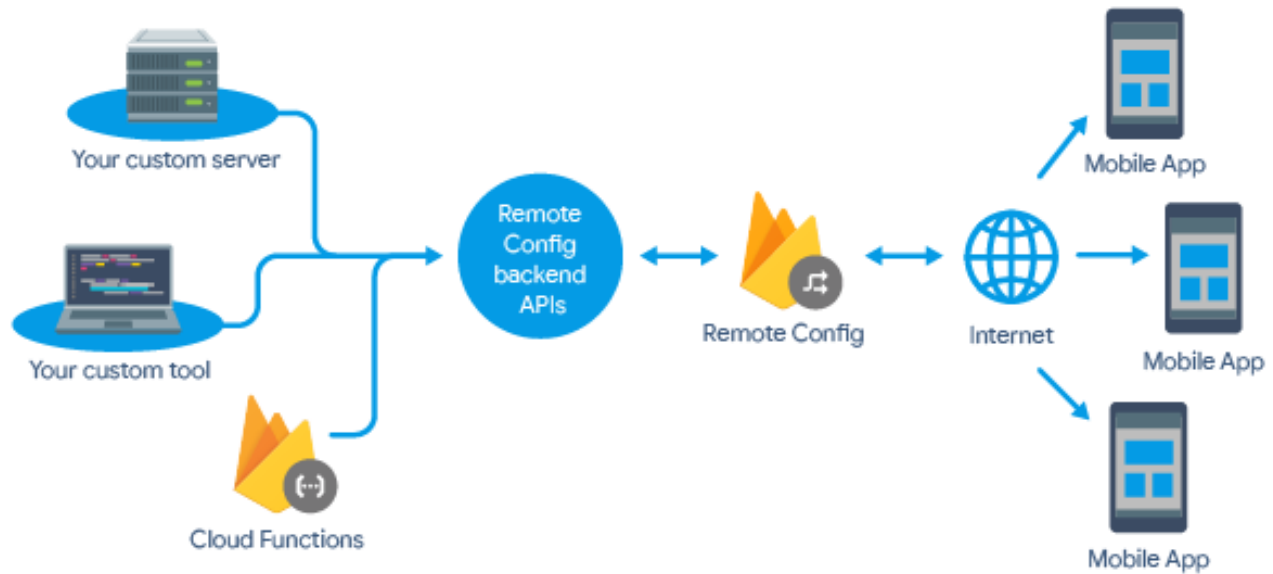 Your custom server
Your custom tool
Cloud Functions
Remote
Config
backend
APIs
Remote Config
Internet
Mobile App
Mobile App
Mobile App